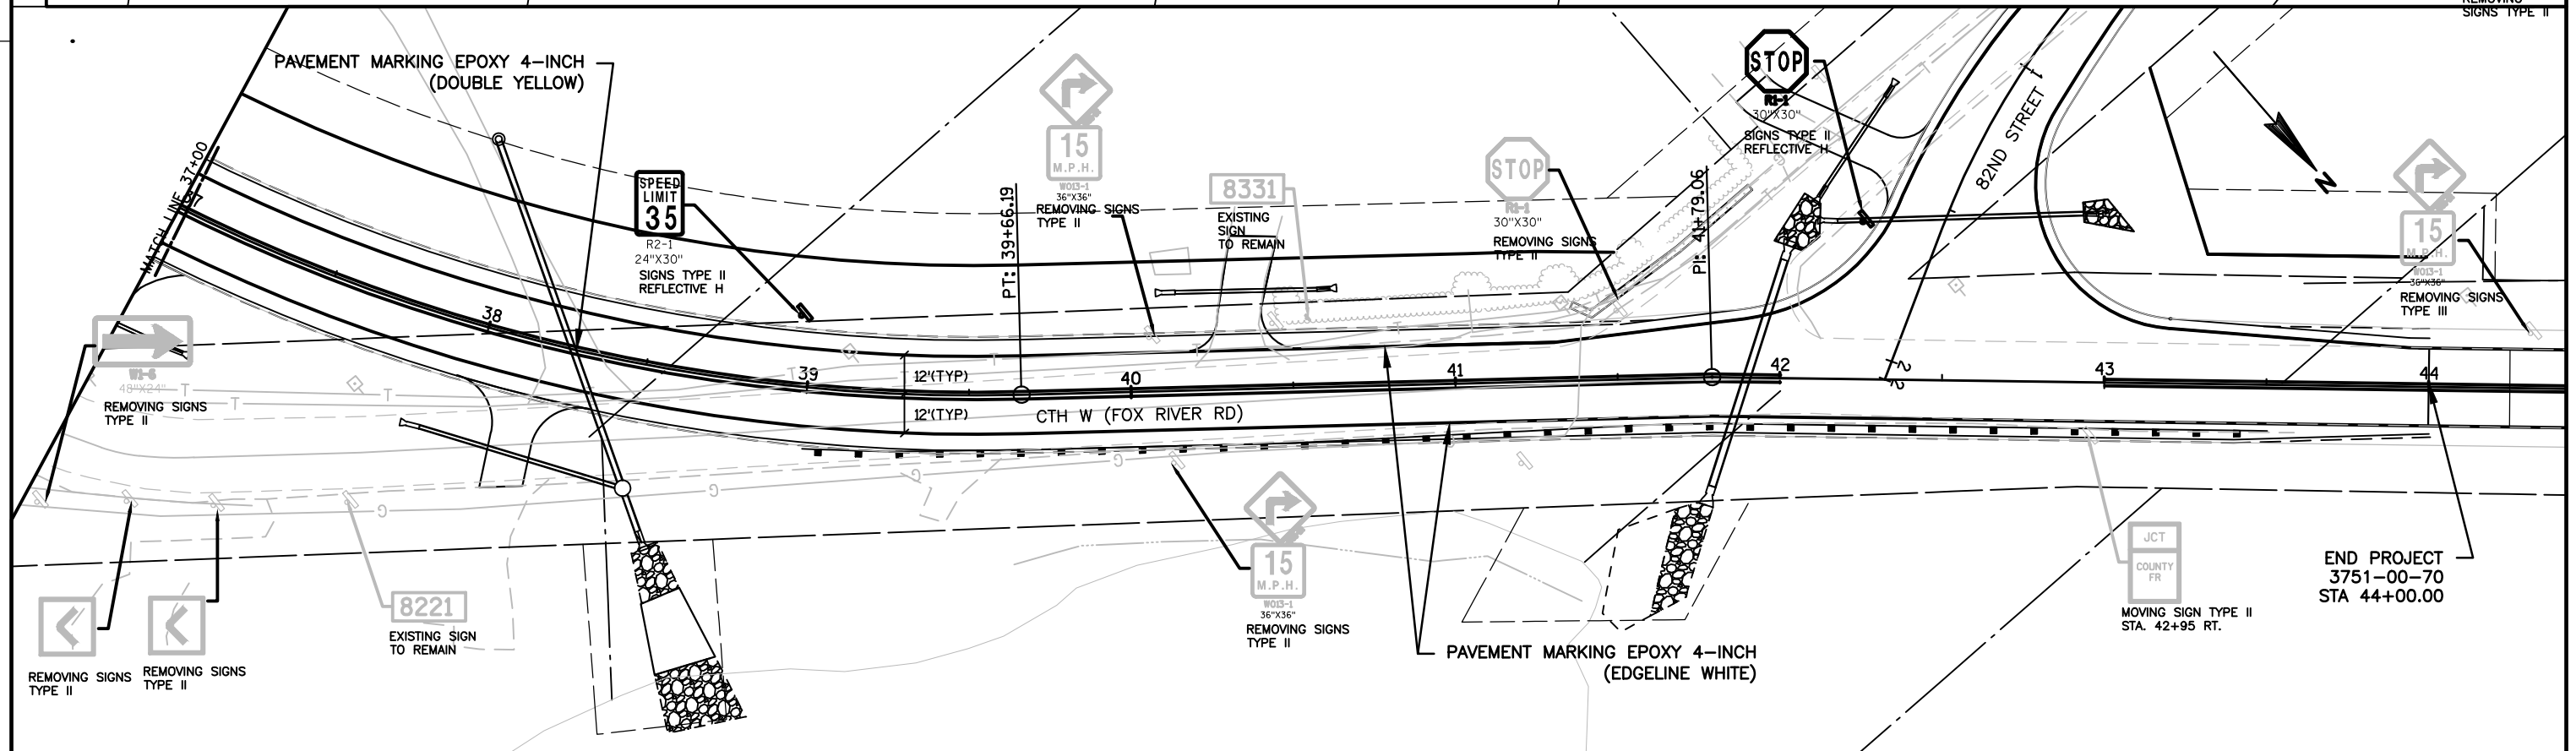 REMOVING
SIGNS TYPE II
PAVEMENT MARKING EPOXY 4-INCH
(DOUBLE YELLOW)
MATCH LINE 37+00
37
SPEED
LIMIT
35
R2-1
24"X30"
SIGNS TYPE II
REFLECTIVE H
PT: 39+66.19
15
M.P.H.
W013-1
36"X36"
REMOVING SIGNS
TYPE II
8331
EXISTING
SIGN
TO REMAIN
STOP
R1-1
30"X30"
REMOVING SIGNS
TYPE II
PI: 41+79.06
STOP
R1-1
30"X30"
SIGNS TYPE II
REFLECTIVE H
82ND STREET
1
N
15
M.P.H.
W013-1
36"X36"
REMOVING SIGNS
TYPE III
W1-6
48"X24"
REMOVING SIGNS
TYPE II
38
39
40
41
42
43
44
2
2
12'(TYP)
12'(TYP)
CTH W (FOX RIVER RD)
T
T
T
T
T
T
T
G
G
G
G
REMOVING SIGNS
TYPE II
REMOVING SIGNS
TYPE II
8221
EXISTING SIGN
TO REMAIN
15
M.P.H.
W013-1
36"X36"
REMOVING SIGNS
TYPE II
PAVEMENT MARKING EPOXY 4-INCH
(EDGELINE WHITE)
JCT
COUNTY
FR
MOVING SIGN TYPE II
STA. 42+95 RT.
END PROJECT
3751-00-70
STA 44+00.00